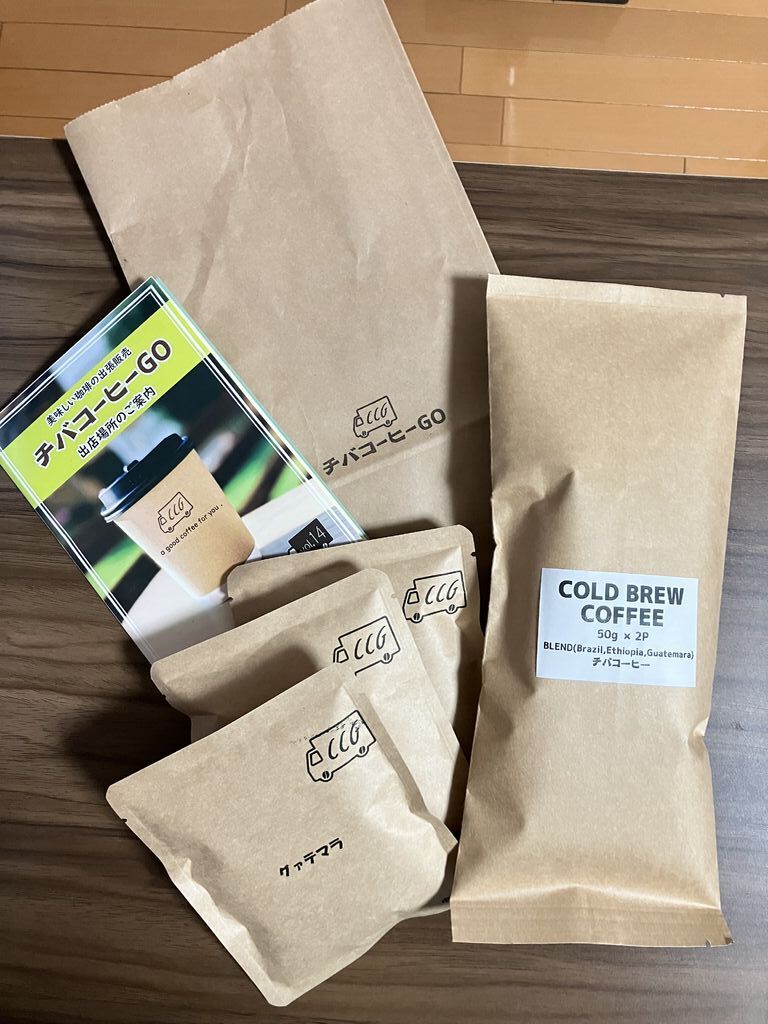 美味しい珈琲の出張販売
チバコーヒーGO
出店場所のご案内
CCG
a good coffee for you.
vol.14
CCG
チバコーヒーGO
CCG
CCG
CCG
グァテマラ
COLD BREW
COFFEE
50g × 2P
BLEND(Brazil,Ethiopia,Guatemara)
チバコーヒー